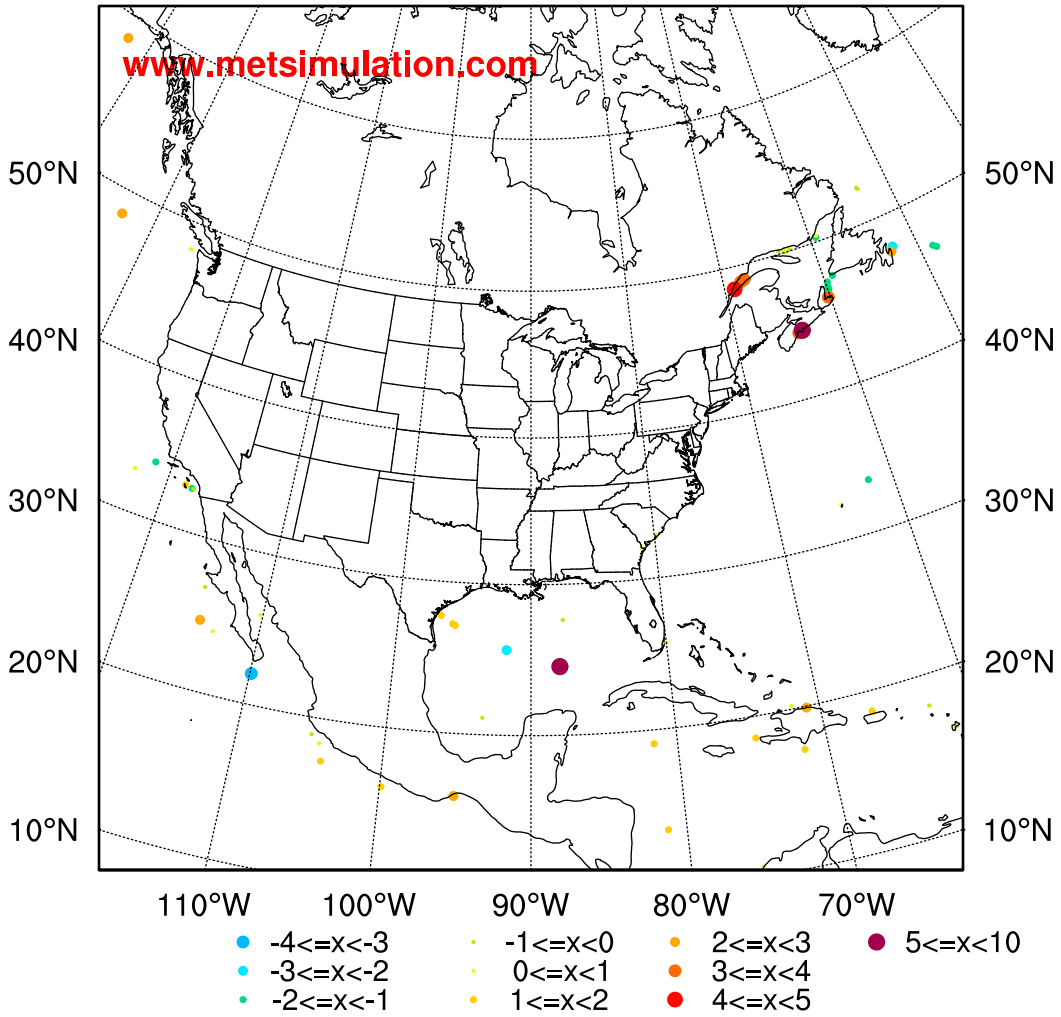 www.metsimulation.com
50°N 50°N
40°N 40°N
30°N 30°N
20°N 20°N
10°N 10°N
110°W 100°W 90°W 80°W 70°W
-4<=x<-3 -1<=x<0 2<=x<3 5<=x<10
-3<=x<-2 0<=x<1 3<=x<4
-2<=x<-1 1<=x<2 4<=x<5